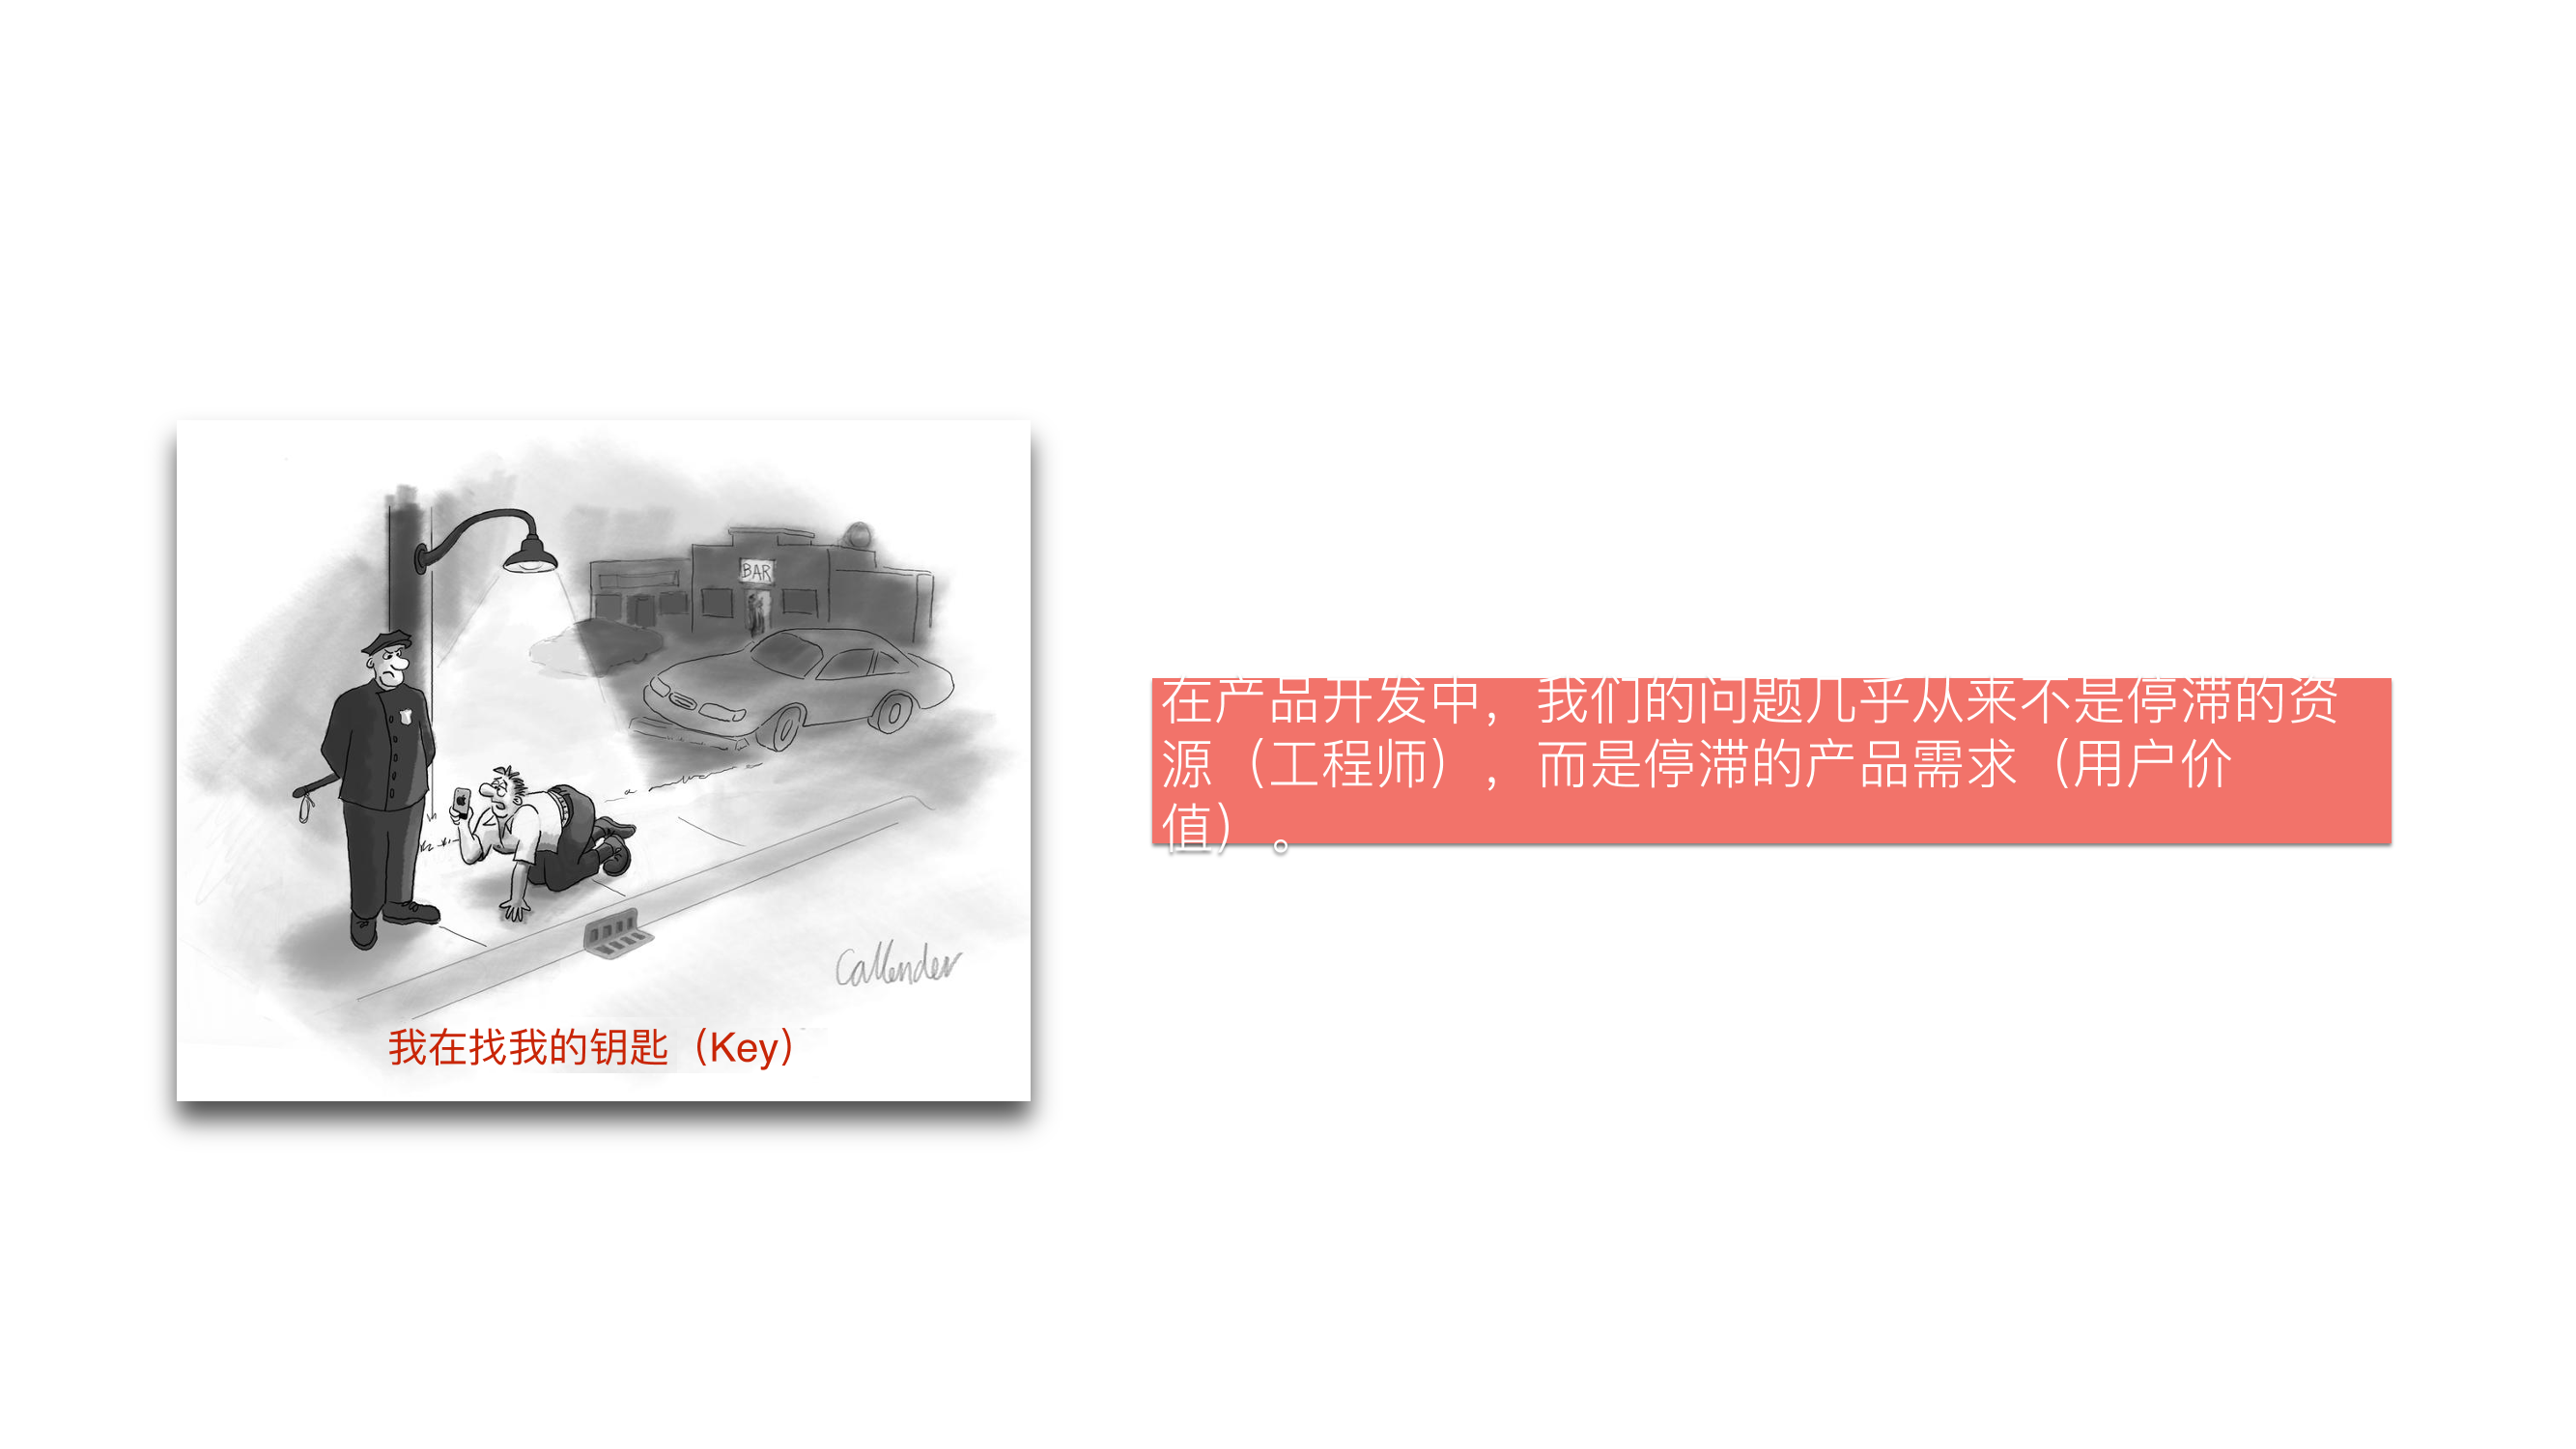 BAR
Callender
我在找我的钥匙（Key）
在产品开发中，我们的问题几乎从来不是停滞的资
源（工程师），而是停滞的产品需求（用户价
值）。